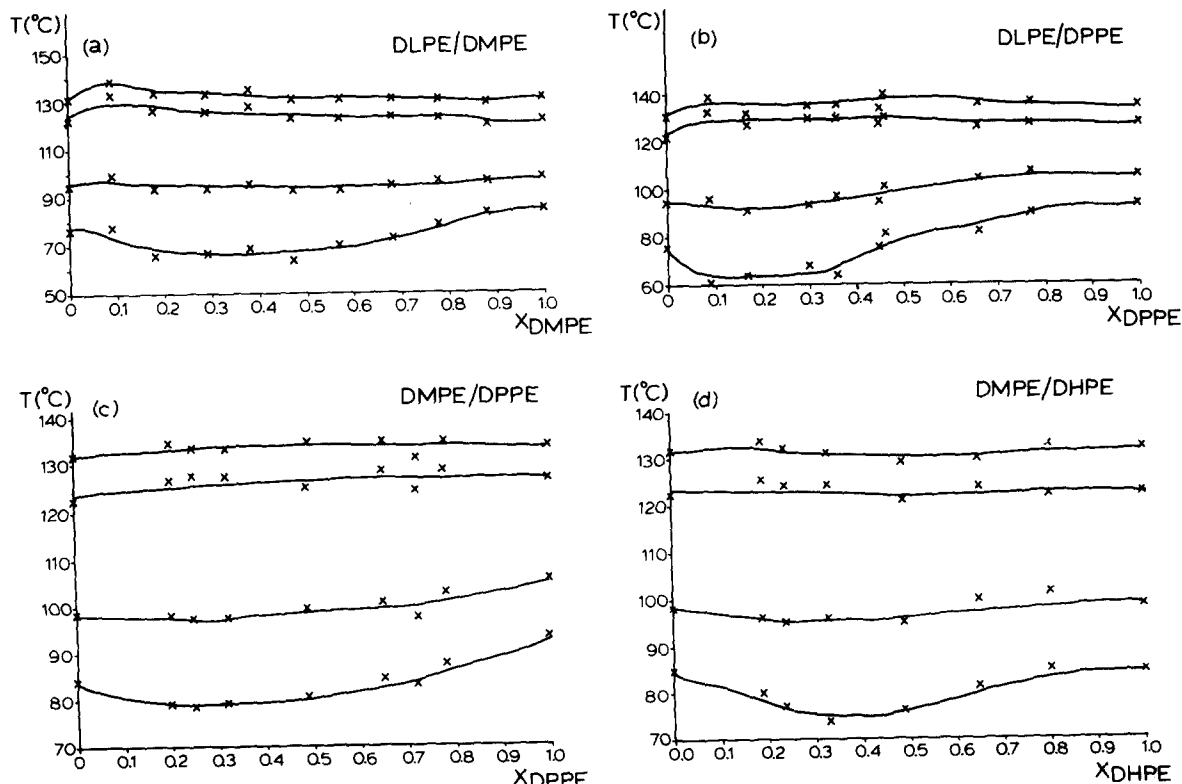 T(°C)
(a)
DLPE/DMPE
150
130
110
90
70
50
0 0.1 0.2 0.3 0.4 0.5 0.6 0.7 0.8 0.9 1.0
XDMPE
T(°C)
(b)
DLPE/DPPE
140
120
100
80
60
0 0.1 0.2 0.3 0.4 0.5 0.6 0.7 0.8 0.9 1.0
XDPPE
T(°C)
(c)
DMPE/DPPE
140
130
120
110
100
90
80
70
0 0.1 0.2 0.3 0.4 0.5 0.6 0.7 0.8 0.9 1.0
XDPPE
T(°C)
(d)
DMPE/DHPE
140
130
120
110
100
90
80
70
0.0 0.1 0.2 0.3 0.4 0.5 0.6 0.7 0.8 0.9 1.0
XDHPE